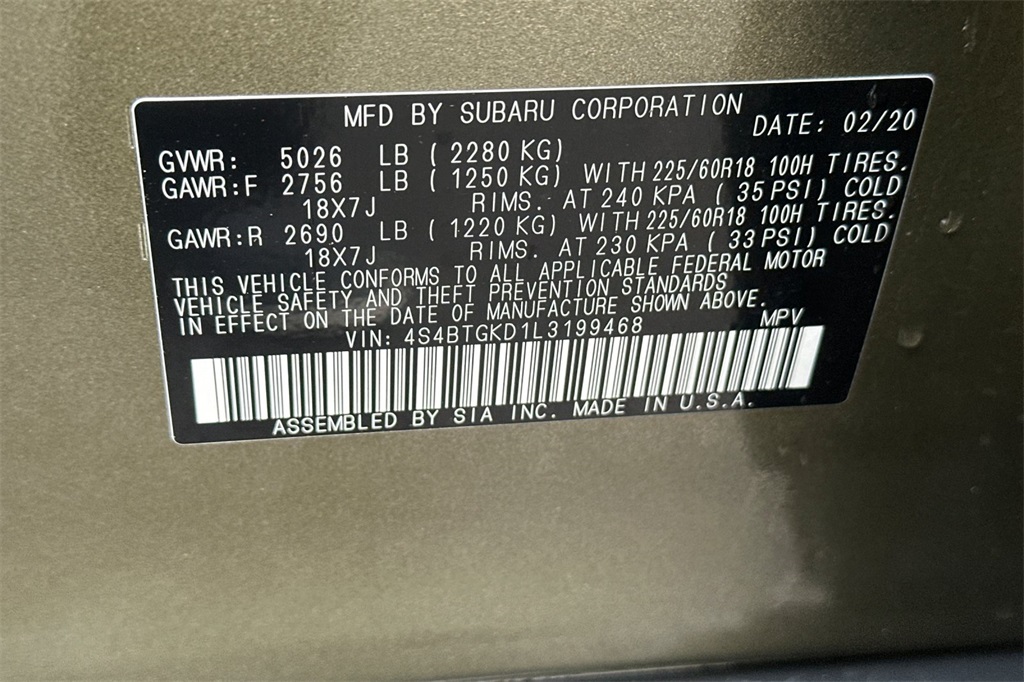 MFD BY SUBARU CORPORATION
DATE: 02/20
GVWR: 5026 LB ( 2280 KG)
GAWR:F 2756 LB ( 1250 KG) WITH 225/60R18 100H TIRES.
18X7J RIMS. AT 240 KPA ( 35 PSI) COLD
GAWR:R 2690 LB ( 1220 KG) WITH 225/60R18 100H TIRES.
18X7J RIMS. AT 230 KPA ( 33 PSI) COLD
THIS VEHICLE CONFORMS TO ALL APPLICABLE FEDERAL MOTOR
VEHICLE SAFETY AND THEFT PREVENTION STANDARDS
IN EFFECT ON THE DATE OF MANUFACTURE SHOWN ABOVE.
VIN: 4S4BTGKD1L3199468 MPV
ASSEMBLED BY SIA INC. MADE IN U.S.A.